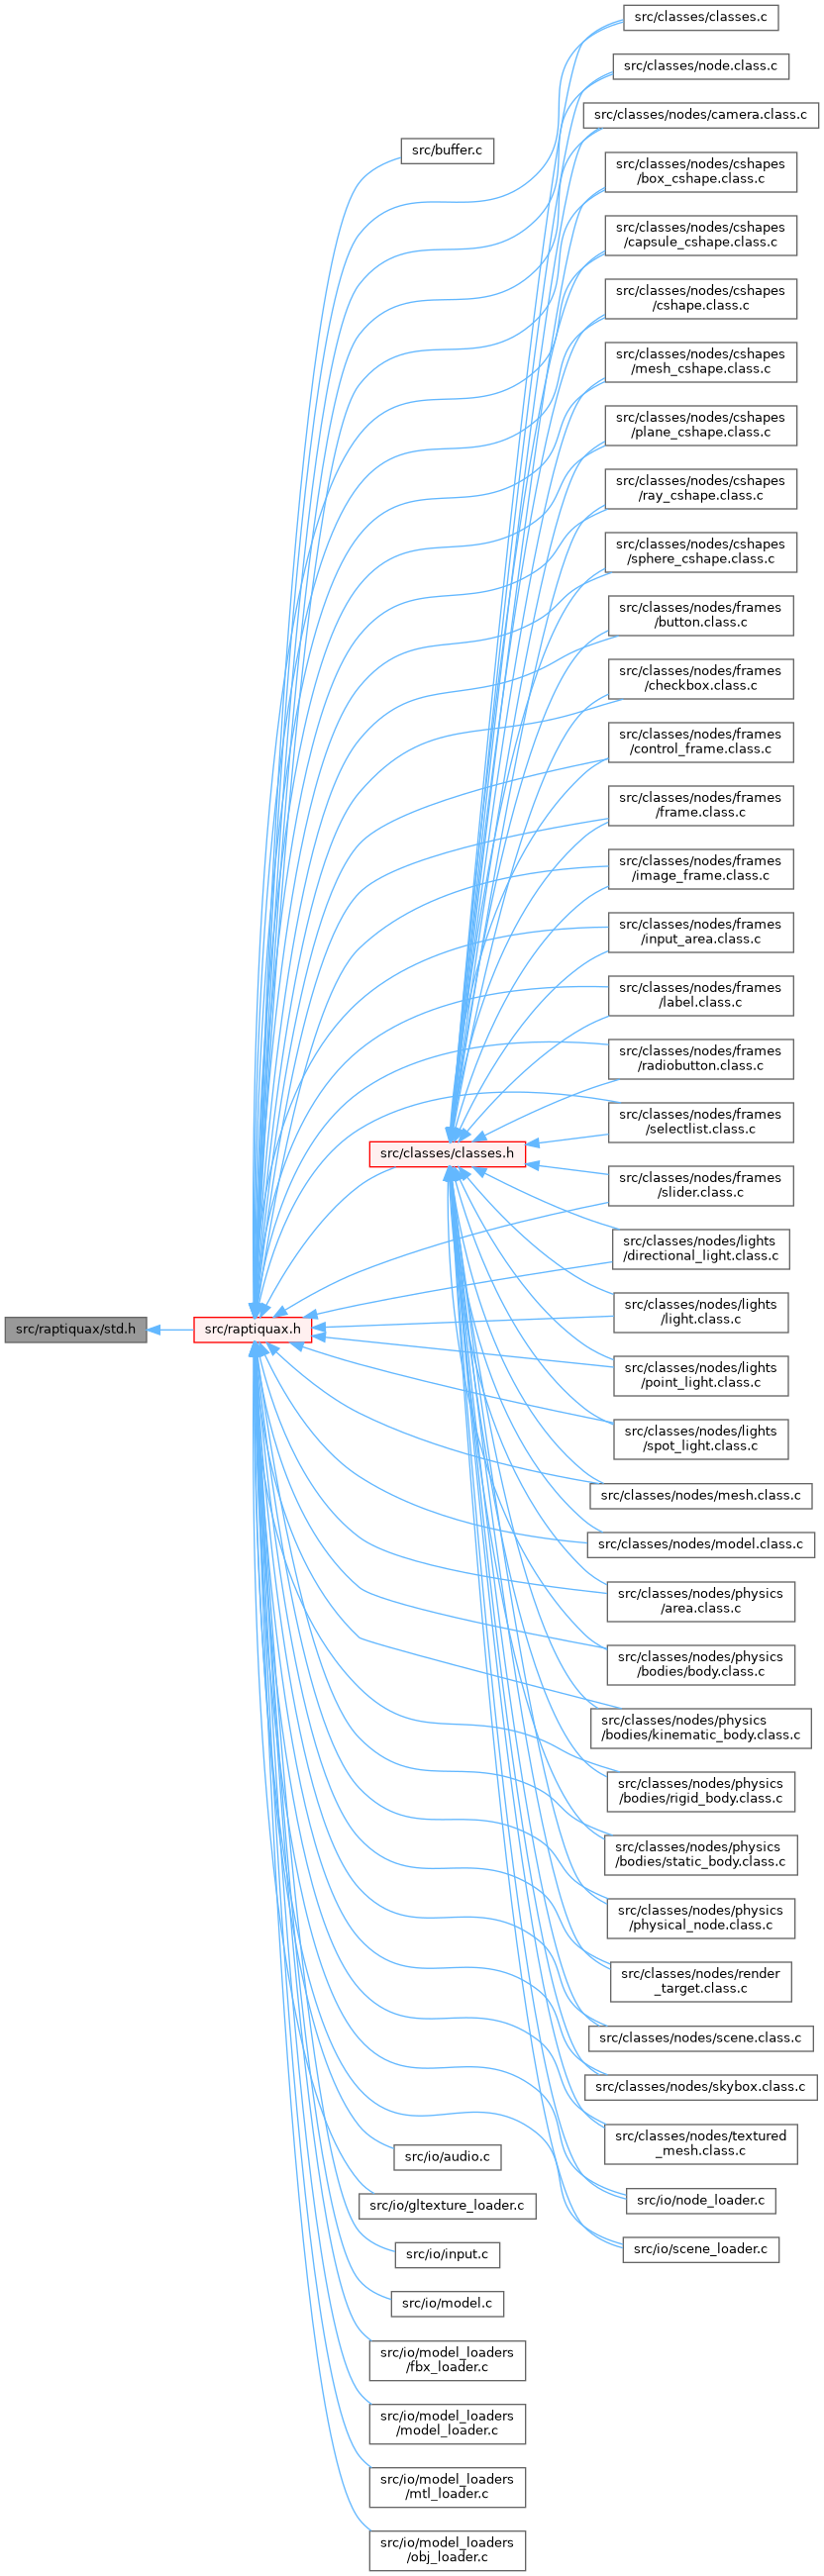 src/classes/classes.c
src/classes/node.class.c
src/classes/nodes/camera.class.c
src/buffer.c
src/classes/nodes/cshapes
/box_cshape.class.c
src/classes/nodes/cshapes
/capsule_cshape.class.c
src/classes/nodes/cshapes
/cshape.class.c
src/classes/nodes/cshapes
/mesh_cshape.class.c
src/classes/nodes/cshapes
/plane_cshape.class.c
src/classes/nodes/cshapes
/ray_cshape.class.c
src/classes/nodes/cshapes
/sphere_cshape.class.c
src/classes/nodes/frames
/button.class.c
src/classes/nodes/frames
/checkbox.class.c
src/classes/nodes/frames
/control_frame.class.c
src/classes/nodes/frames
/frame.class.c
src/classes/nodes/frames
/image_frame.class.c
src/classes/nodes/frames
/input_area.class.c
src/classes/nodes/frames
/label.class.c
src/classes/nodes/frames
/radiobutton.class.c
src/classes/nodes/frames
/selectlist.class.c
src/classes/classes.h
src/classes/nodes/frames
/slider.class.c
src/classes/nodes/lights
/directional_light.class.c
src/classes/nodes/lights
/light.class.c
src/raptiquax/std.h
src/raptiquax.h
src/classes/nodes/lights
/point_light.class.c
src/classes/nodes/lights
/spot_light.class.c
src/classes/nodes/mesh.class.c
src/classes/nodes/model.class.c
src/classes/nodes/physics
/area.class.c
src/classes/nodes/physics
/bodies/body.class.c
src/classes/nodes/physics
/bodies/kinematic_body.class.c
src/classes/nodes/physics
/bodies/rigid_body.class.c
src/classes/nodes/physics
/bodies/static_body.class.c
src/classes/nodes/physics
/physical_node.class.c
src/classes/nodes/render
_target.class.c
src/classes/nodes/scene.class.c
src/classes/nodes/skybox.class.c
src/classes/nodes/textured
_mesh.class.c
src/io/audio.c
src/io/node_loader.c
src/io/gltexture_loader.c
src/io/scene_loader.c
src/io/input.c
src/io/model.c
src/io/model_loaders
/fbx_loader.c
src/io/model_loaders
/model_loader.c
src/io/model_loaders
/mtl_loader.c
src/io/model_loaders
/obj_loader.c